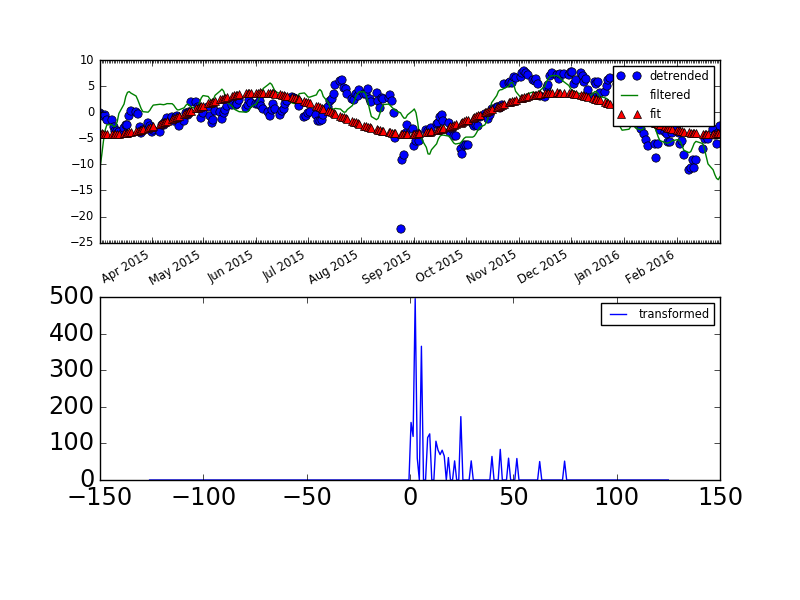 10
5
0
−5
−10
−15
−20
−25
detrended
filtered
fit
Apr 2015
May 2015
Jun 2015
Jul 2015
Aug 2015
Sep 2015
Oct 2015
Nov 2015
Dec 2015
Jan 2016
Feb 2016
500
400
300
200
100
0
transformed
−150
−100
−50
0
50
100
150